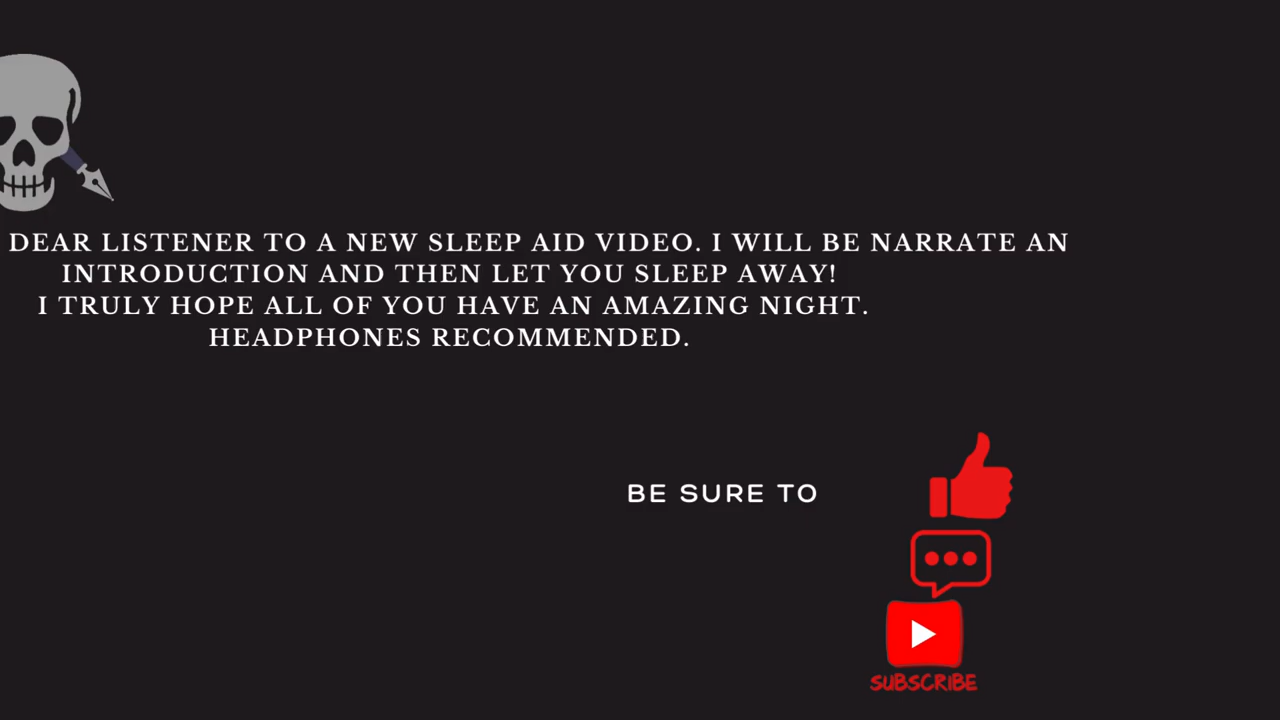 DEAR LISTENER TO A NEW SLEEP AID VIDEO. I WILL BE NARRATE AN
INTRODUCTION AND THEN LET YOU SLEEP AWAY!
I TRULY HOPE ALL OF YOU HAVE AN AMAZING NIGHT.
HEADPHONES RECOMMENDED.
BE SURE TO
SUBSCRIBE